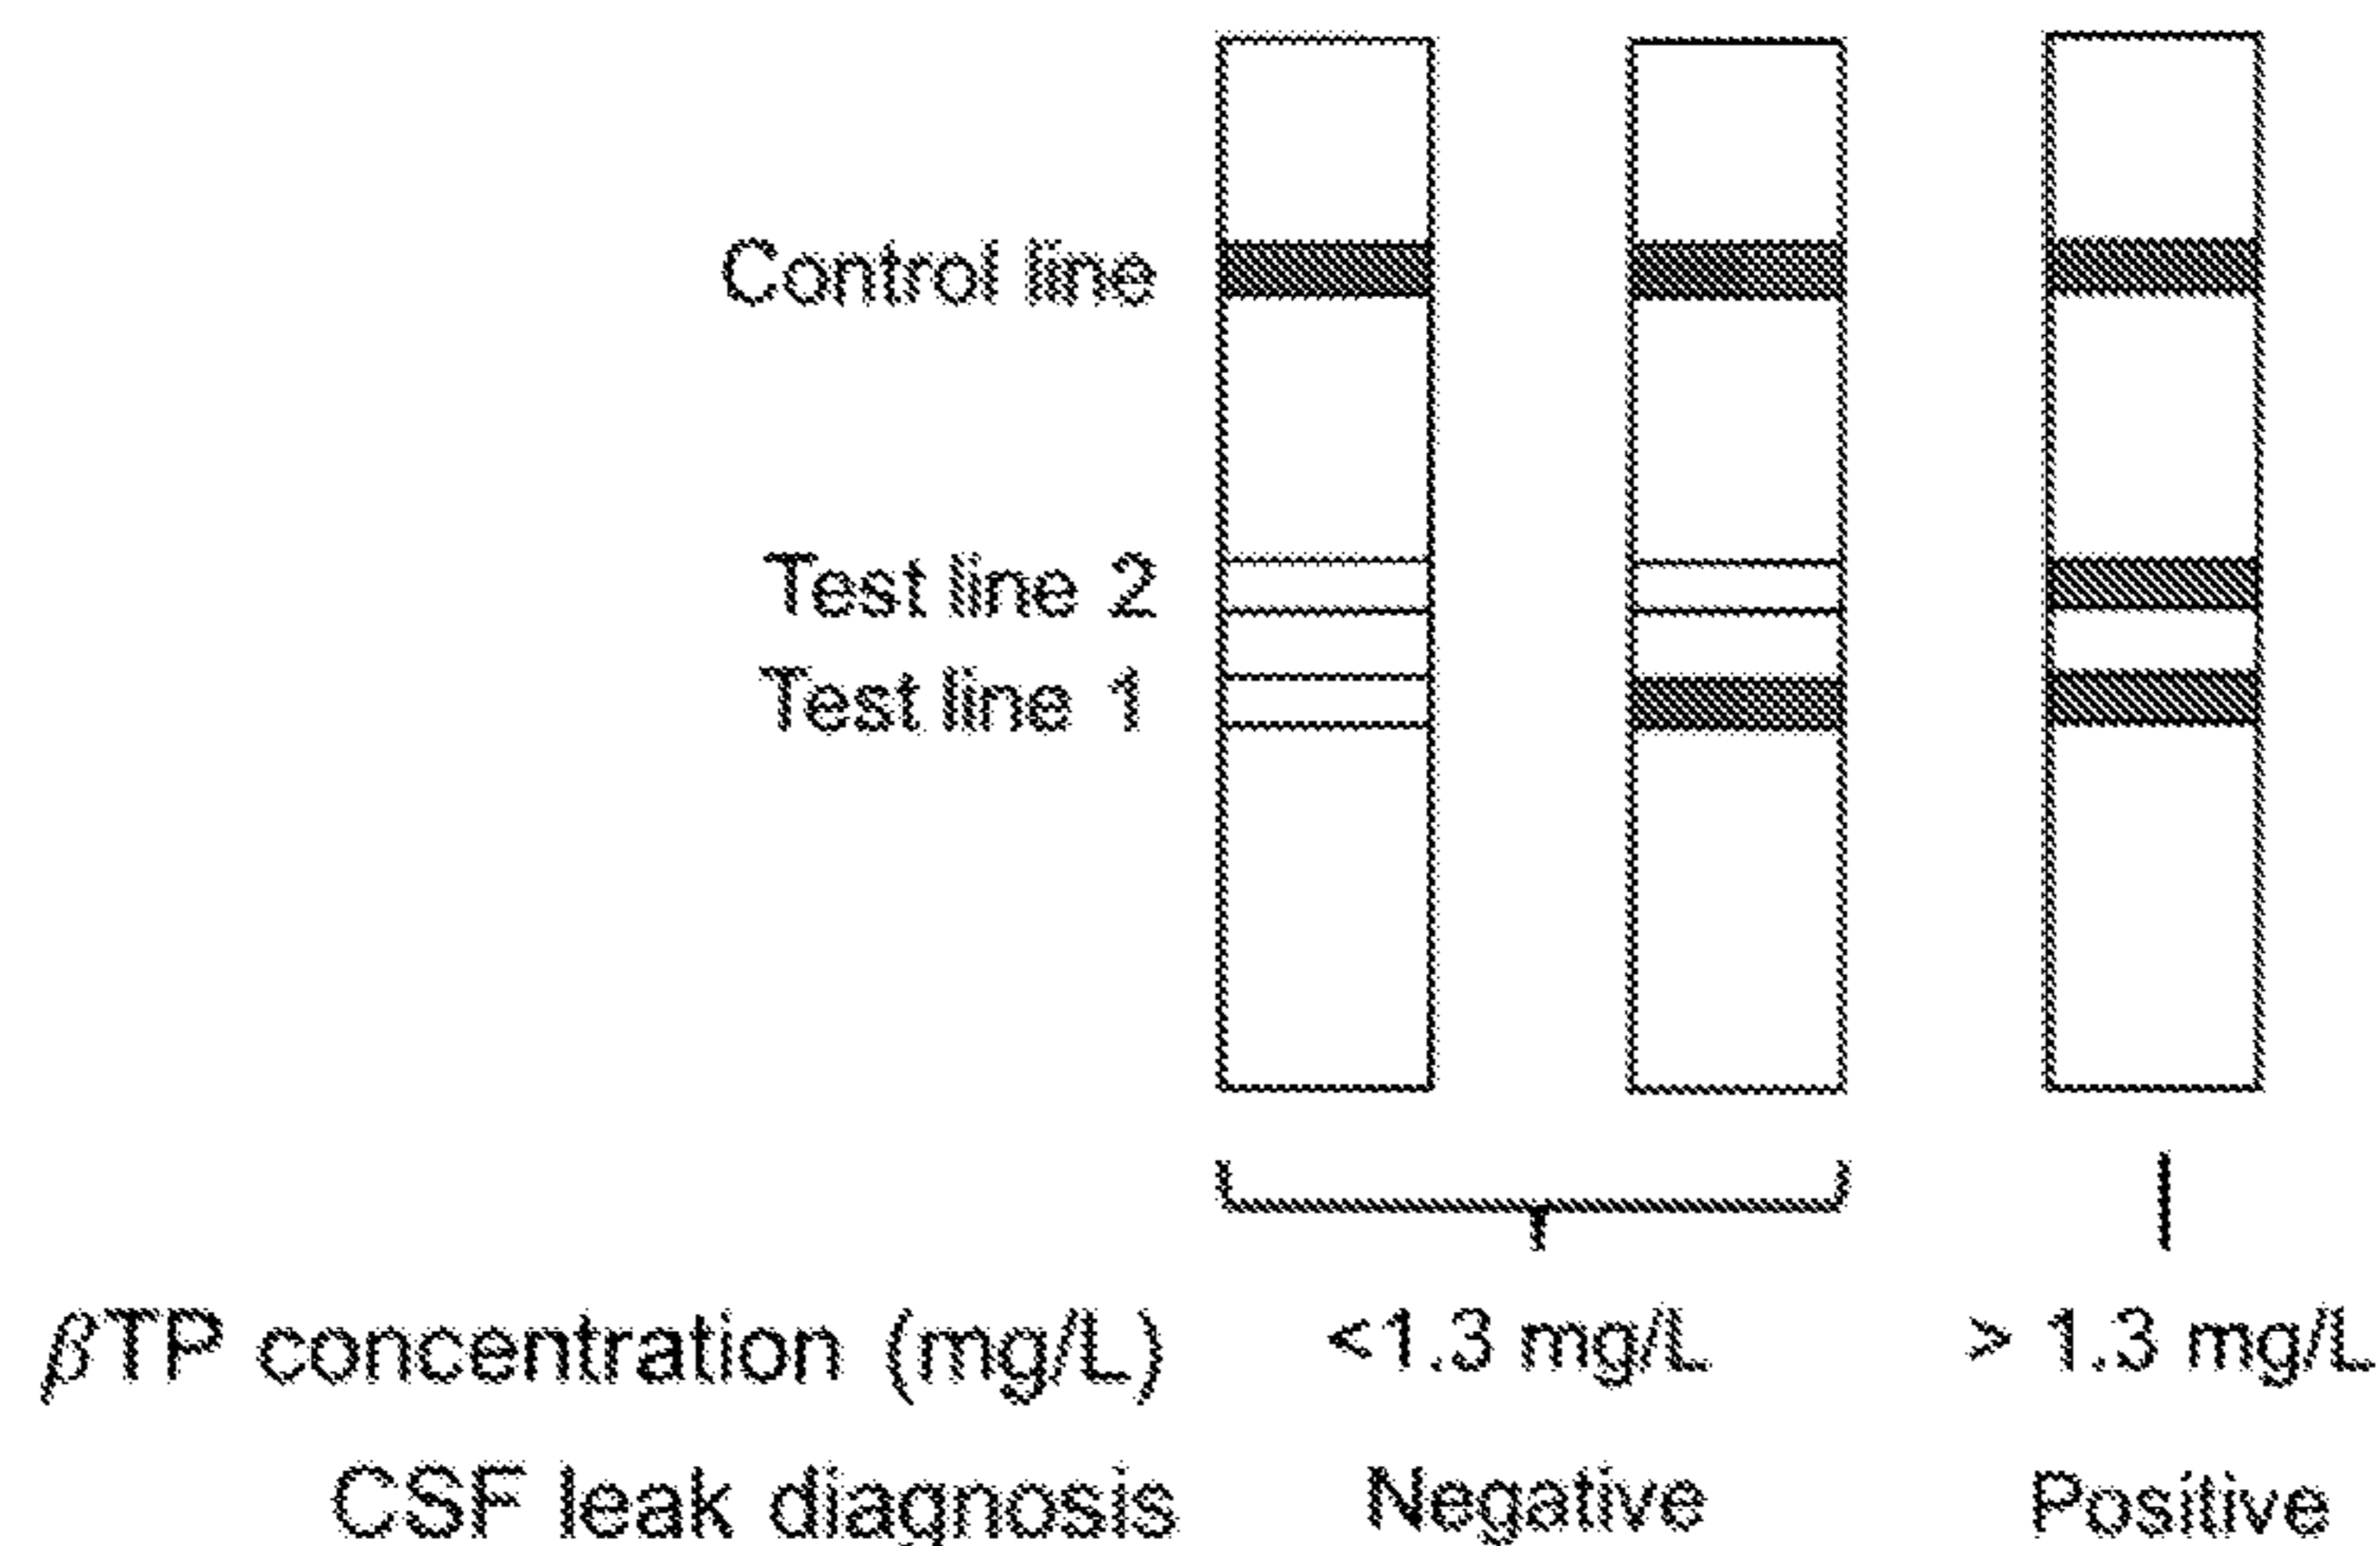 Control line
Test line 2
Test line 1
βTP concentration (mg/L) <1.3 mg/L > 1.3 mg/L
CSF leak diagnosis Negative Positive